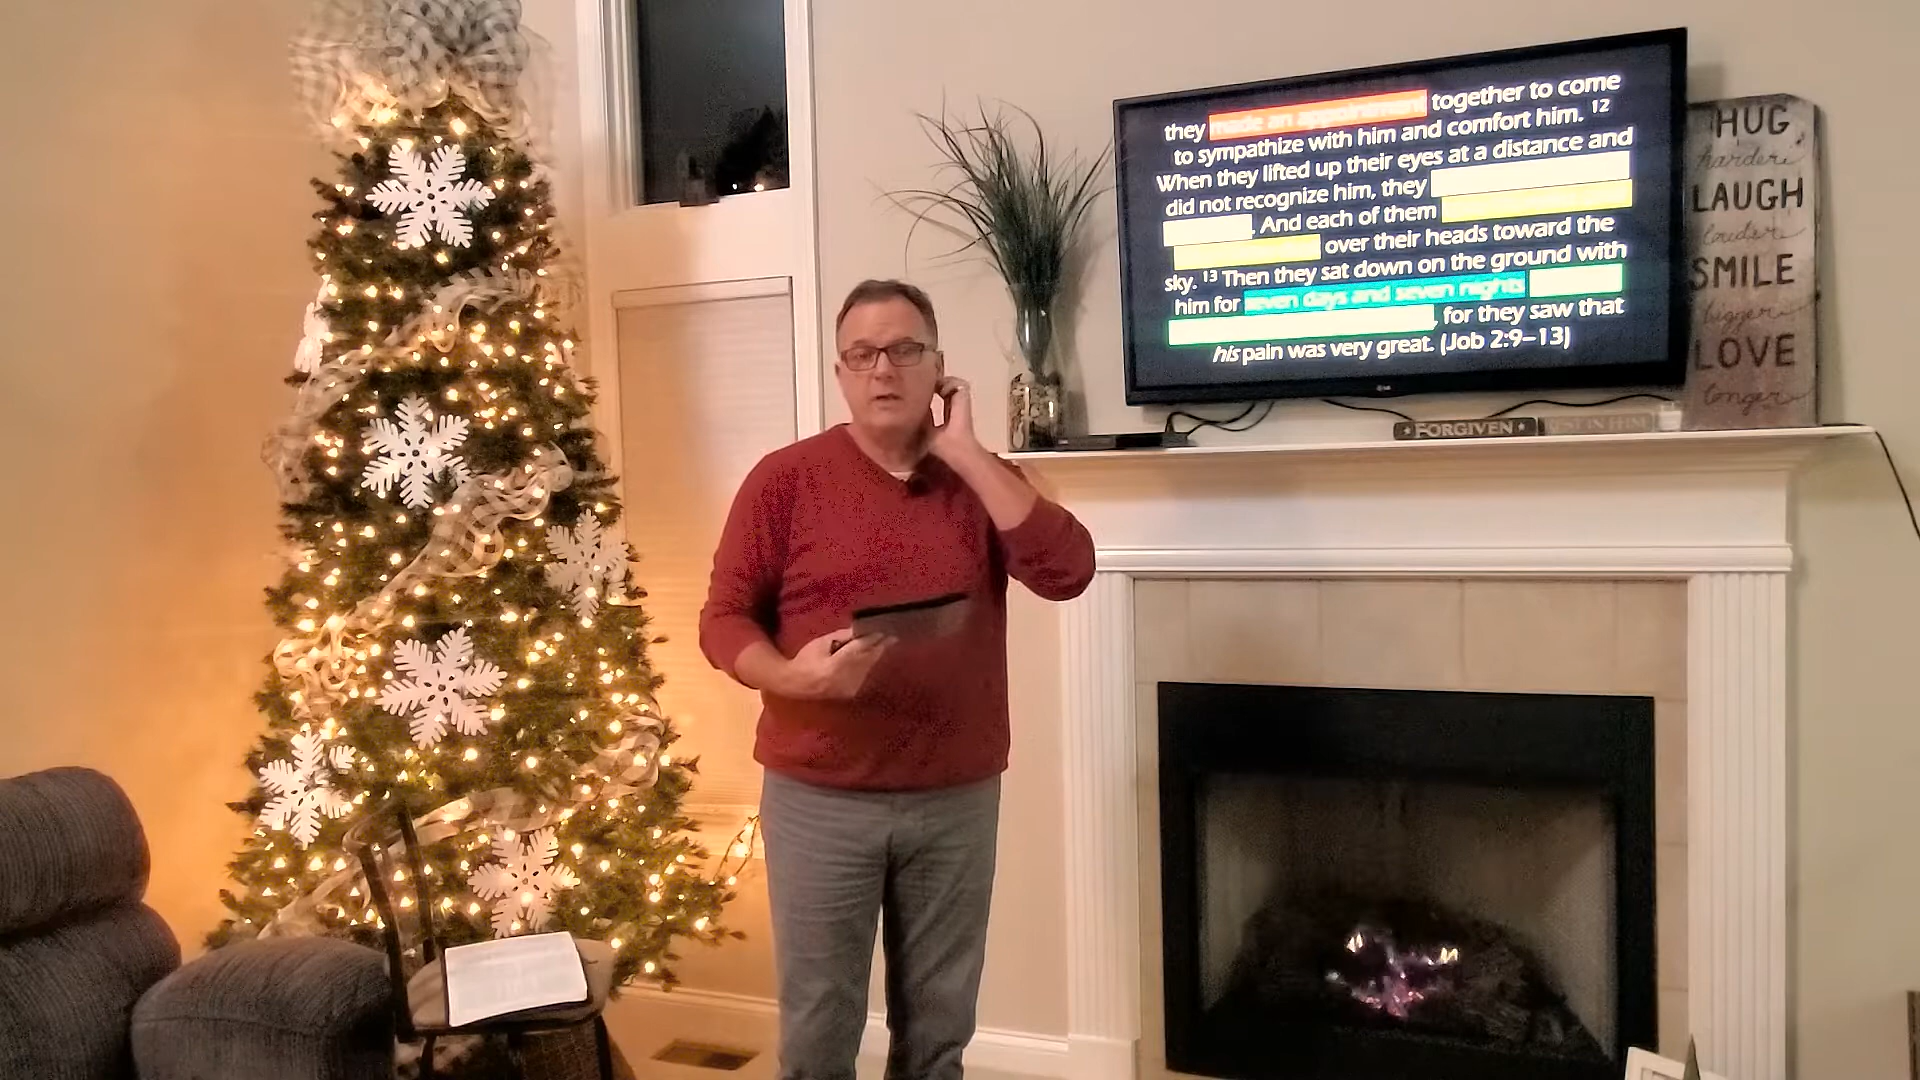 they made an appointment together to come
to sympathize with him and comfort him. 12
When they lifted up their eyes at a distance and
did not recognize him, they
. And each of them
over their heads toward the
sky. 13 Then they sat down on the ground with
him for seven days and seven nights
, for they saw that
his pain was very great. (Job 2:9–13)
HUG
harder
LAUGH
louder
SMILE
bigger
LOVE
longer
FORGIVEN
REST IN HIM
LG